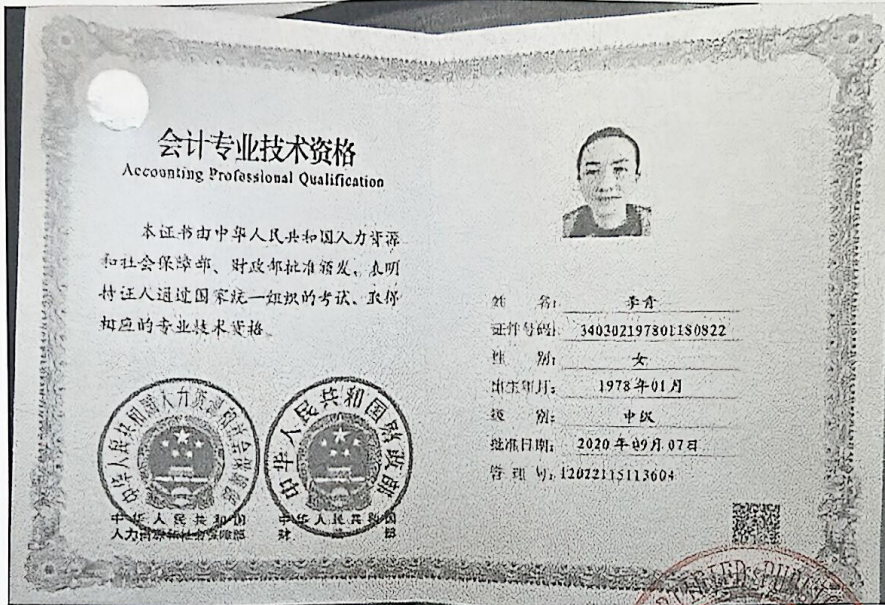 会计专业技术资格
Accounting Professional Qualification
本证书由中华人民共和国人力资源
和社会保障部、财政部批准颁发，表明
持证人通过国家统一组织的考试、取得
相应的专业技术资格。
中华人民共和国人力资源和社会保障部
中华人民共和国财政部
中华人民共和国
人力资源和社会保障部
中华人民共和国
财政部
姓 名：
证件号码：340302197801180822
性 别：女
出生年月：1978年01月
级 别：中级
批准日期：2020年09月07日
管理号：12022115113604